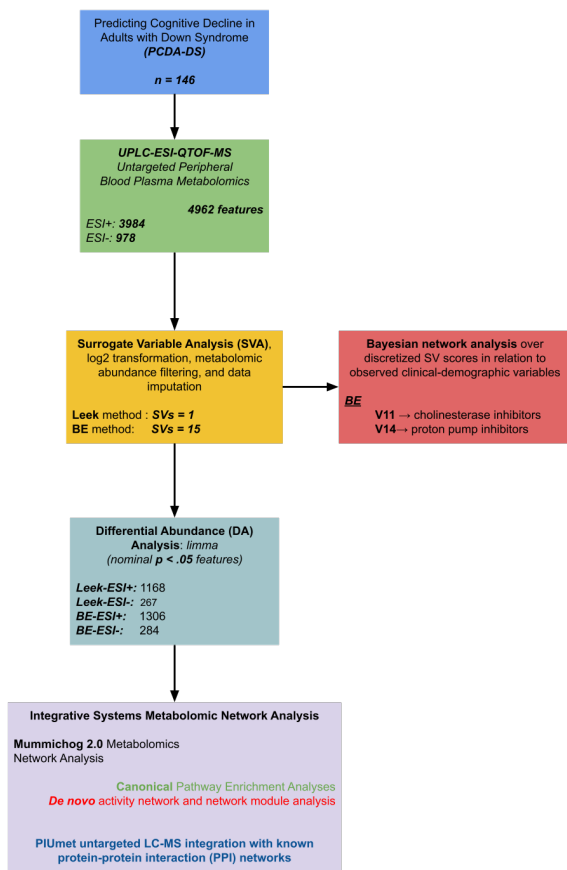 Predicting Cognitive Decline in
Adults with Down Syndrome
(PCDA-DS)
n = 146
UPLC-ESI-QTOF-MS
Untargeted Peripheral
Blood Plasma Metabolomics
4962 features
ESI+: 3984
ESI-: 978
Surrogate Variable Analysis (SVA),
log2 transformation, metabolomic
abundance filtering, and data
imputation
Leek method : SVs = 1
BE method: SVs = 15
Bayesian network analysis over
discretized SV scores in relation to
observed clinical-demographic variables
BE
V11 → cholinesterase inhibitors
V14→ proton pump inhibitors
Differential Abundance (DA)
Analysis: limma
(nominal p < .05 features)
Leek-ESI+: 1168
Leek-ESI-: 267
BE-ESI+: 1306
BE-ESI-: 284
Integrative Systems Metabolomic Network Analysis
Mummichog 2.0 Metabolomics
Network Analysis
Canonical Pathway Enrichment Analyses
De novo activity network and network module analysis
PIUmet untargeted LC-MS integration with known
protein-protein interaction (PPI) networks